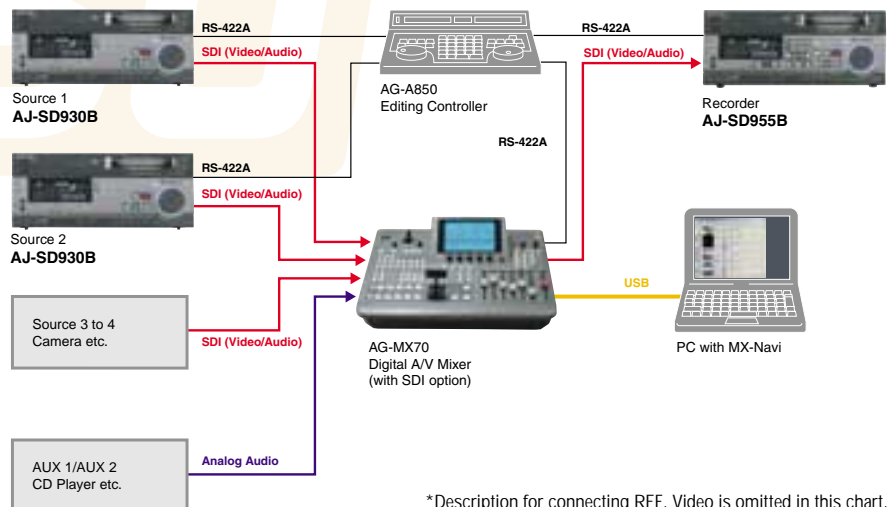 RS-422A
RS-422A
SDI (Video/Audio)
SDI (Video/Audio)
AG-A850
Editing Controller
Source 1
AJ-SD930B
Recorder
AJ-SD955B
RS-422A
RS-422A
SDI (Video/Audio)
Source 2
AJ-SD930B
USB
Source 3 to 4
Camera etc.
SDI (Video/Audio)
AG-MX70
Digital A/V Mixer
(with SDI option)
PC with MX-Navi
AUX 1/AUX 2
CD Player etc.
Analog Audio
*Description for connecting REF. Video is omitted in this chart.